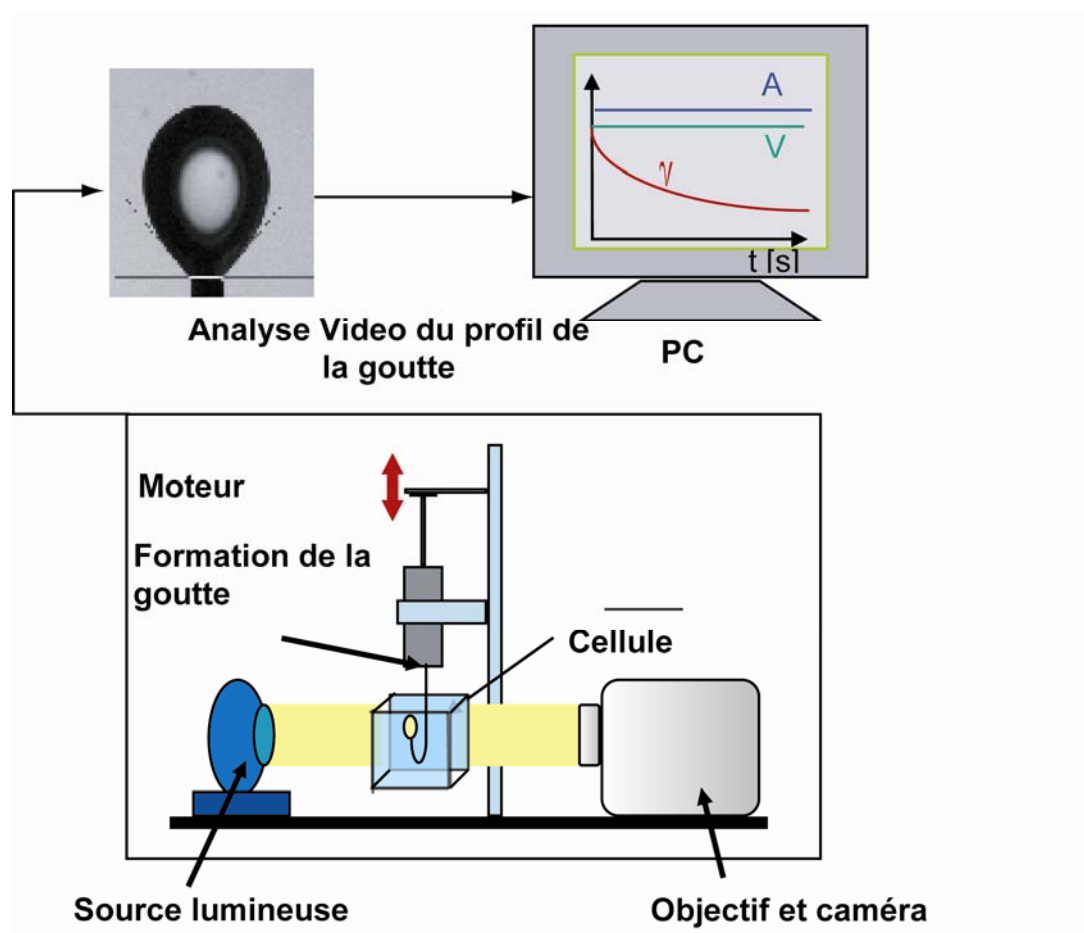 A
V
γ
t [s]
Analyse Video du profil de
la goutte
PC
Moteur
Formation de la
goutte
Cellule
Source lumineuse
Objectif et caméra